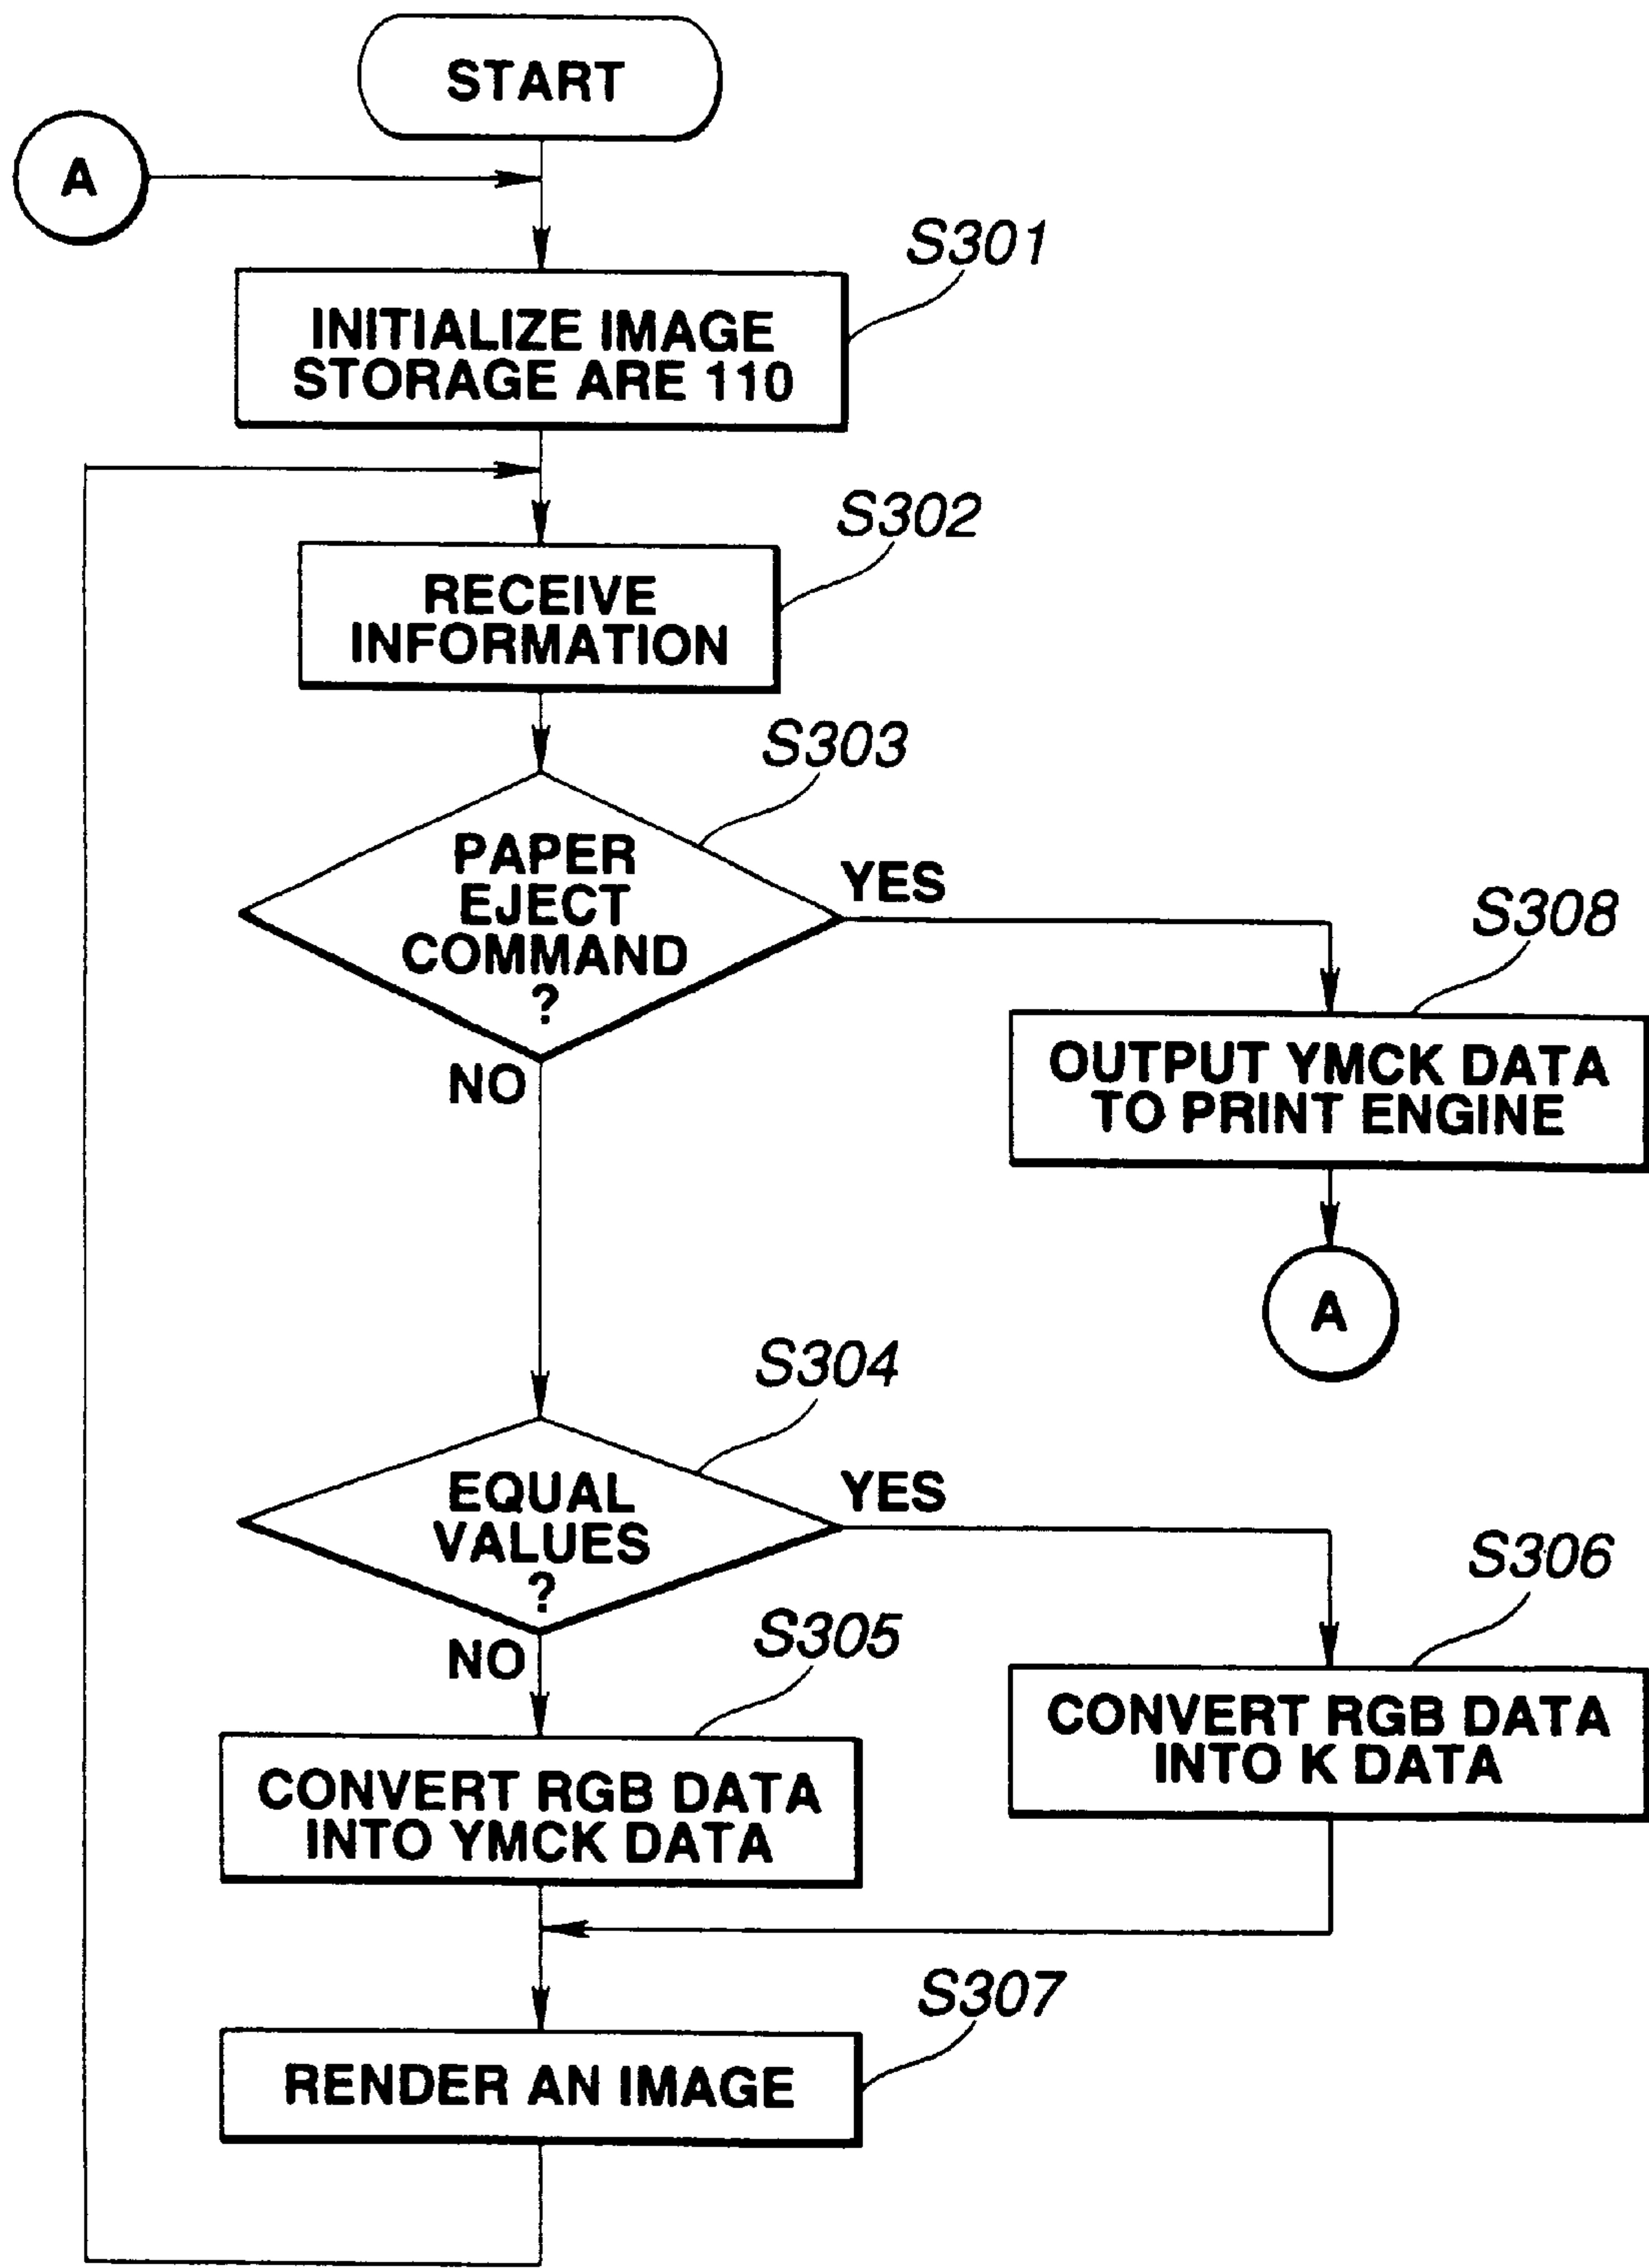 START
A
S301
INITIALIZE IMAGE
STORAGE ARE 110
S302
RECEIVE
INFORMATION
S303
PAPER
EJECT
COMMAND
?
YES
NO
S308
OUTPUT YMCK DATA
TO PRINT ENGINE
A
S304
EQUAL
VALUES
?
YES
NO
S306
CONVERT RGB DATA
INTO K DATA
S305
CONVERT RGB DATA
INTO YMCK DATA
S307
RENDER AN IMAGE